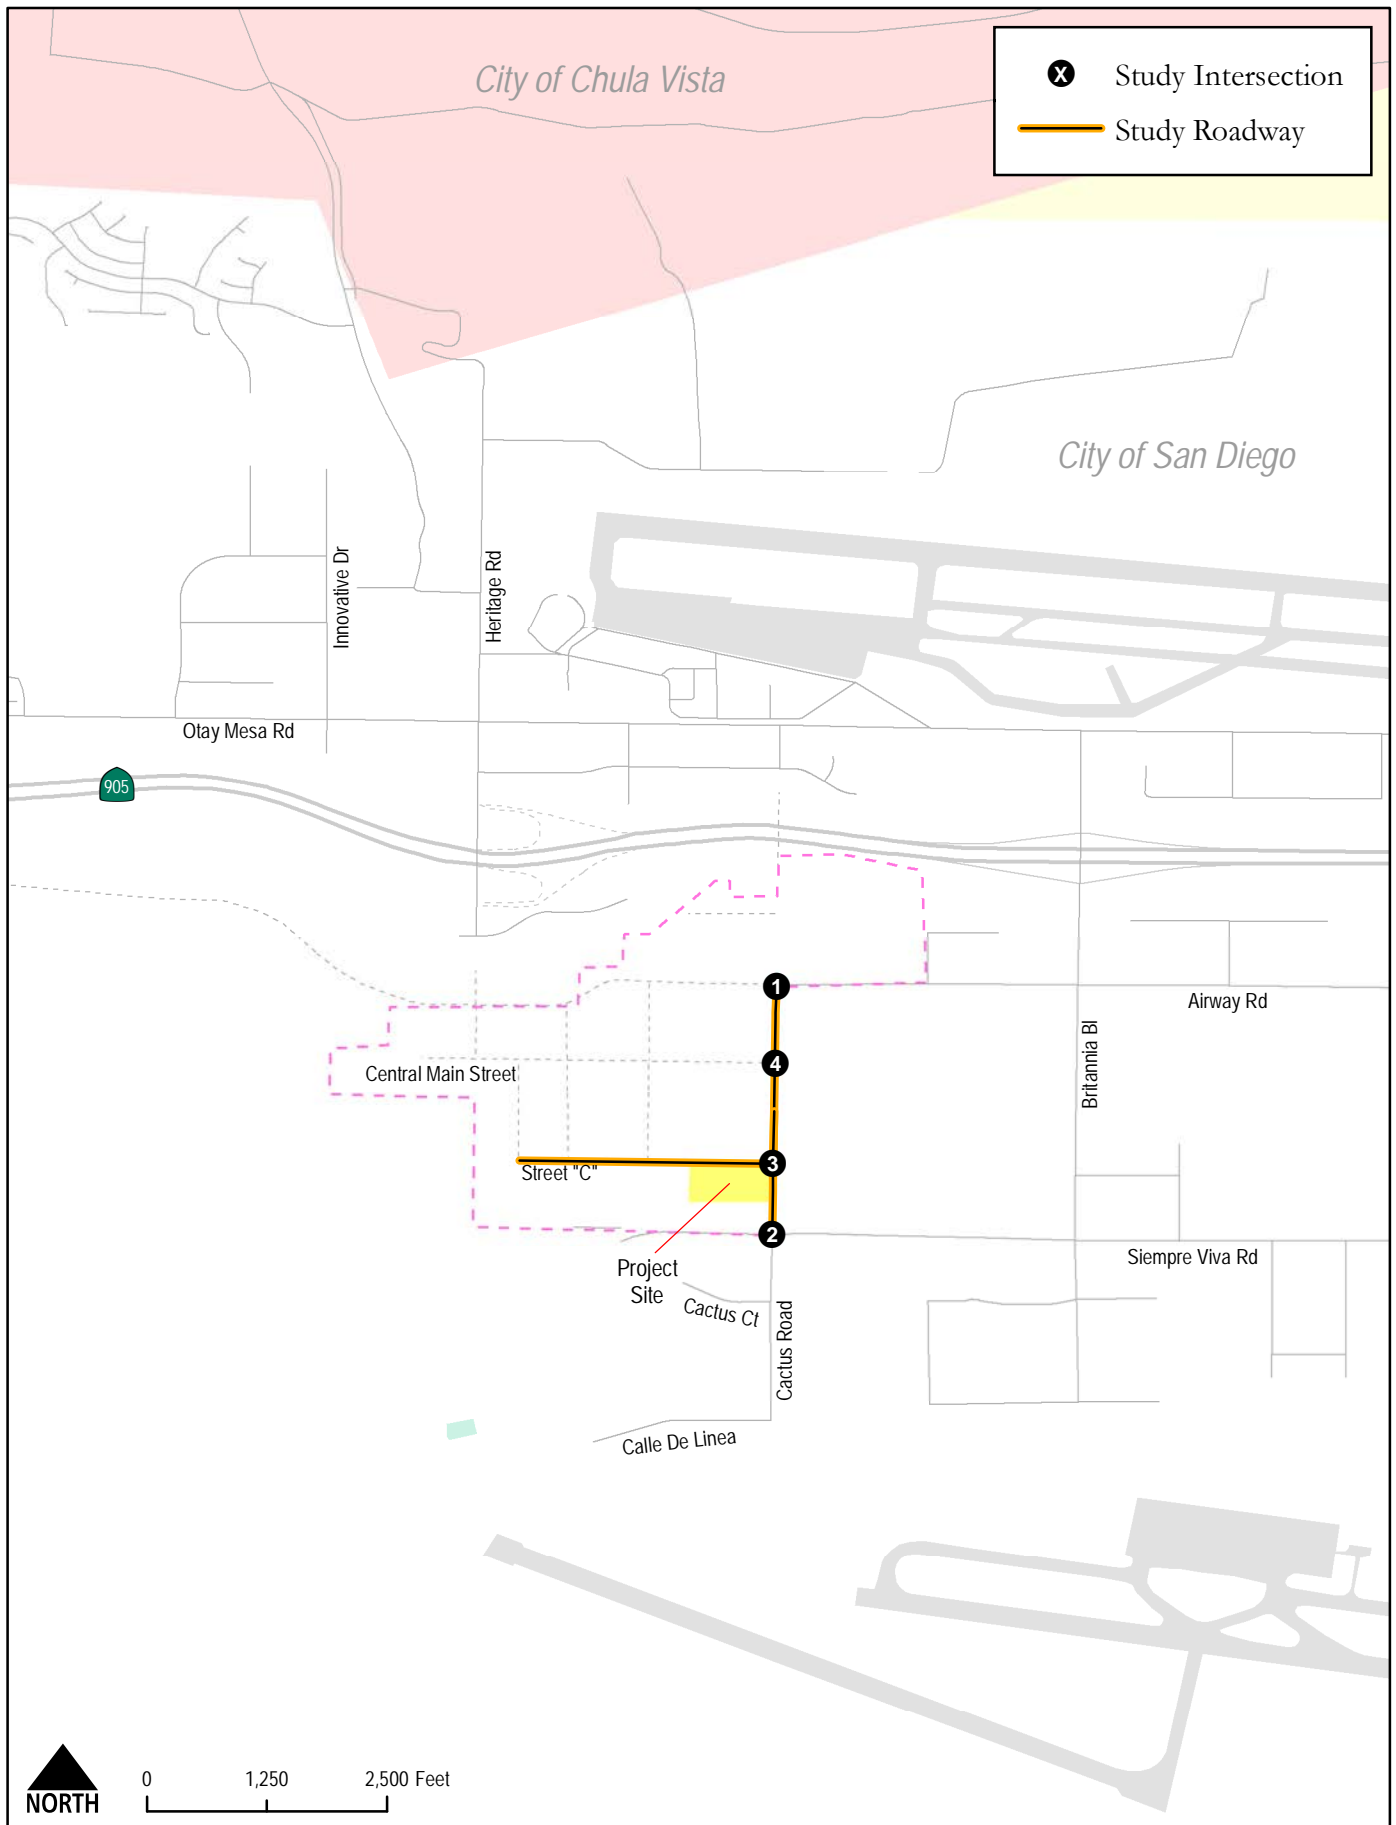 City of Chula Vista
X Study Intersection
Study Roadway
City of San Diego
Innovative Dr
Heritage Rd
Otay Mesa Rd
905
1
Airway Rd
Britannia Bl
4
Central Main Street
3
Street "C"
2
Siempre Viva Rd
Project
Site
Cactus Ct
Cactus Road
Calle De Linea
NORTH
0 1,250 2,500 Feet